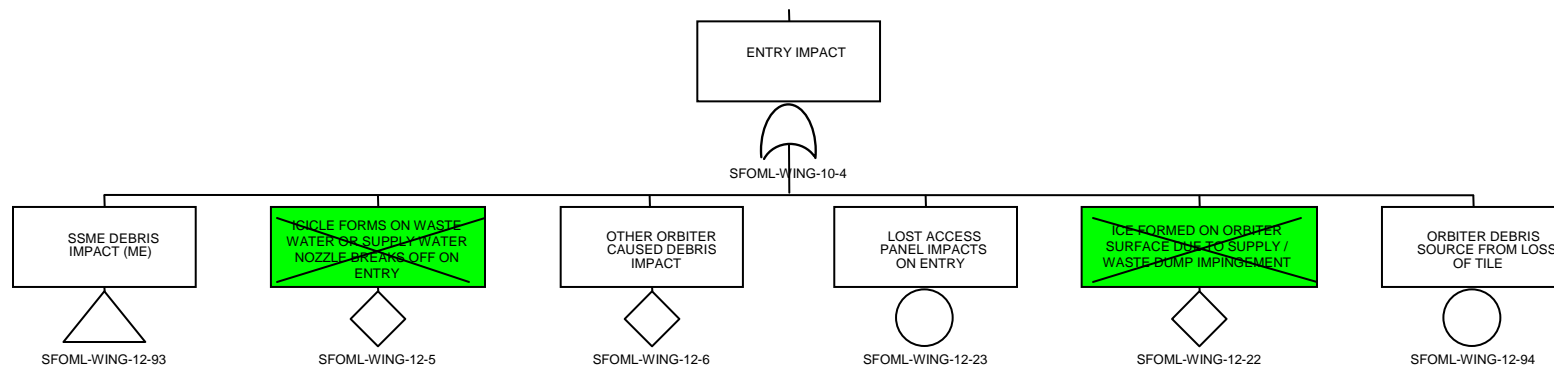 ENTRY IMPACT
SFOML-WING-10-4
SSME DEBRIS
IMPACT (ME)
SFOML-WING-12-93
ICICLE FORMS ON WASTE
WATER OR SUPPLY WATER
NOZZLE BREAKS OFF ON
ENTRY
SFOML-WING-12-5
OTHER ORBITER
CAUSED DEBRIS
IMPACT
SFOML-WING-12-6
LOST ACCESS
PANEL IMPACTS
ON ENTRY
SFOML-WING-12-23
ICE FORMED ON ORBITER
SURFACE DUE TO SUPPLY /
WASTE DUMP IMPINGEMENT
SFOML-WING-12-22
ORBITER DEBRIS
SOURCE FROM LOSS
OF TILE
SFOML-WING-12-94